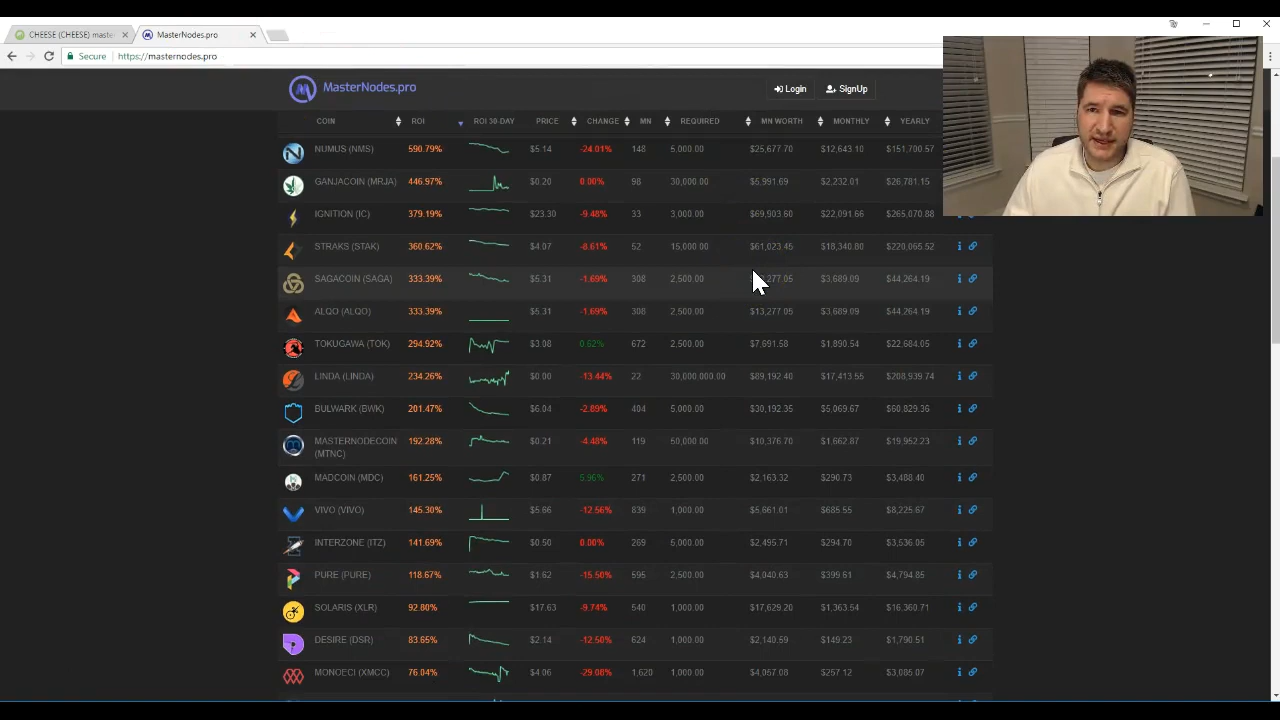 CHEESE (CHEESE) master
MasterNodes.pro
Secure https://masternodes.pro
MasterNodes.pro Login SignUp
COIN ROI ROI 30-DAY PRICE CHANGE MN REQUIRED MN WORTH MONTHLY YEARLY
NUMUS (NMS) 590.79% $5.14 -24.01% 148 5,000.00 $25,677.70 $12,643.10 $151,700.57
GANJACOIN (MRJA) 446.97% $0.20 0.00% 98 30,000.00 $5,991.69 $2,232.01 $26,781.15
IGNITION (IC) 379.19% $23.30 -9.48% 33 3,000.00 $69,903.60 $22,091.66 $265,070.88
STRAKS (STAK) 360.62% $4.07 -8.61% 52 15,000.00 $61,023.45 $18,340.80 $220,065.52
SAGACOIN (SAGA) 333.39% $5.31 -1.69% 308 2,500.00 ,277.05 $3,689.09 $44,264.19
ALQO (ALQO) 333.39% $5.31 -1.69% 308 2,500.00 $13,277.05 $3,689.09 $44,264.19
TOKUGAWA (TOK) 294.92% $3.08 0.62% 672 2,500.00 $7,691.58 $1,890.54 $22,684.05
LINDA (LINDA) 234.26% $0.00 -13.44% 22 30,000,000.00 $89,192.40 $17,413.55 $208,939.74
BULWARK (BWK) 201.47% $6.04 -2.89% 404 5,000.00 $30,192.35 $5,069.67 $60,829.36
MASTERNODECOIN 192.28% $0.21 -4.48% 119 50,000.00 $10,376.70 $1,662.87 $19,952.23
(MTNC)
MADCOIN (MDC) 161.25% $0.87 5.96% 271 2,500.00 $2,163.32 $290.73 $3,488.40
VIVO (VIVO) 145.30% $5.66 -12.56% 839 1,000.00 $5,661.01 $685.55 $8,225.67
INTERZONE (ITZ) 141.69% $0.50 0.00% 269 5,000.00 $2,495.71 $294.70 $3,536.05
PURE (PURE) 118.67% $1.62 -15.50% 595 2,500.00 $4,040.63 $399.51 $4,794.85
SOLARIS (XLR) 92.80% $17.63 -9.74% 540 1,000.00 $17,629.20 $1,363.54 $16,360.71
DESIRE (DSR) 83.65% $2.14 -12.50% 624 1,000.00 $2,140.59 $149.23 $1,790.51
MONOECI (XMCC) 76.04% $4.06 -29.08% 1,620 1,000.00 $4,057.08 $257.12 $3,085.07